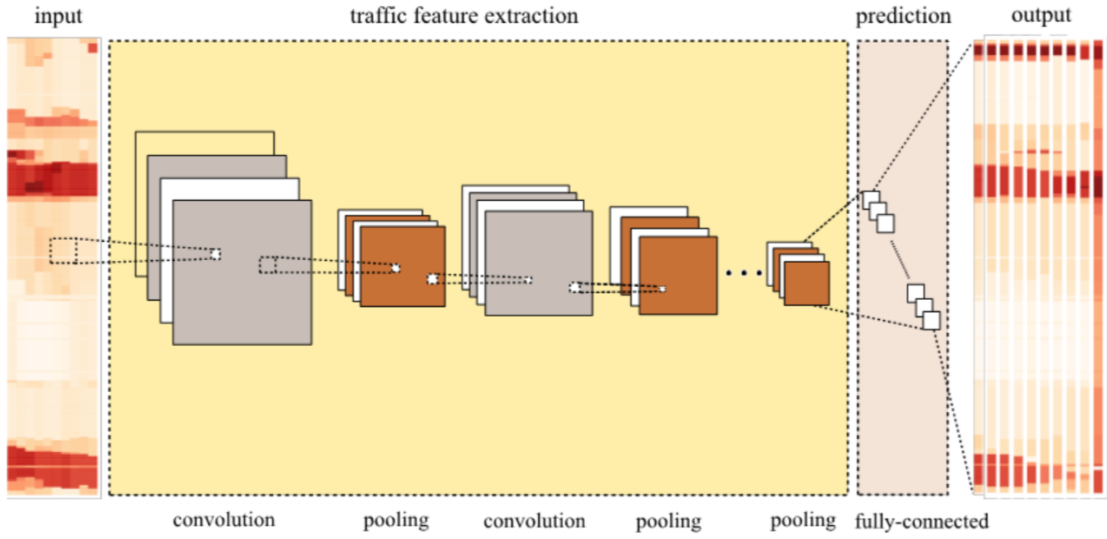 input
traffic feature extraction
prediction
output
convolution
pooling
convolution
pooling
pooling
fully-connected